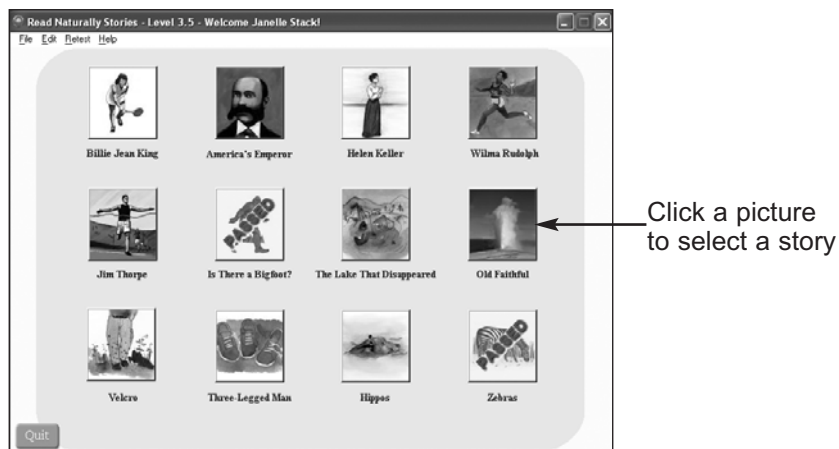 Read Naturally Stories - Level 3.5 - Welcome Janelle Stack!
File Edit Retest Help
Billie Jean King
America's Emperor
Helen Keller
Wilma Rudolph
Jim Thorpe
PASSED
Is There a Bigfoot?
The Lake That Disappeared
Old Faithful
Click a picture
to select a story
Velcro
Three-Legged Man
Hippos
PASSED
Zebras
Quit